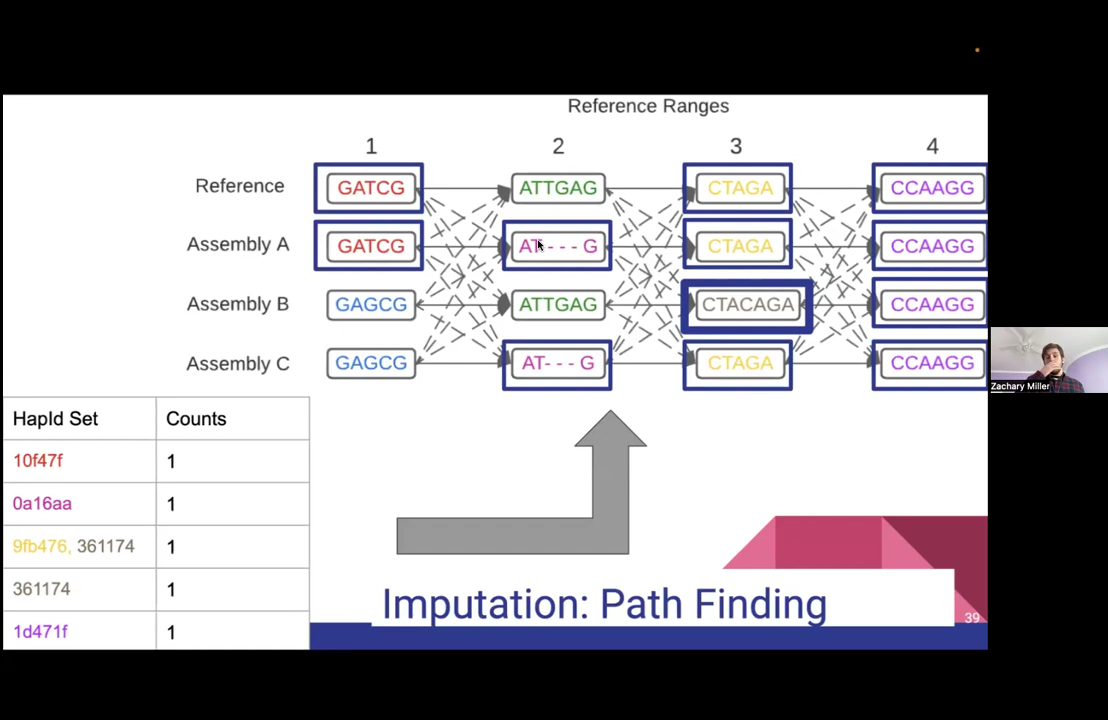 Reference Ranges
1 2 3 4
Reference GATCG ATTGAG CTAGA CCAAGG
Assembly A GATCG AT- - - G CTAGA CCAAGG
Assembly B GAGCG ATTGAG CTACAGA CCAAGG
Assembly C GAGCG AT- - - G CTAGA CCAAGG
HapId Set Counts
10f47f 1
0a16aa 1
9fb476, 361174 1
361174 1
1d471f 1
Imputation: Path Finding
39
Zachary Miller